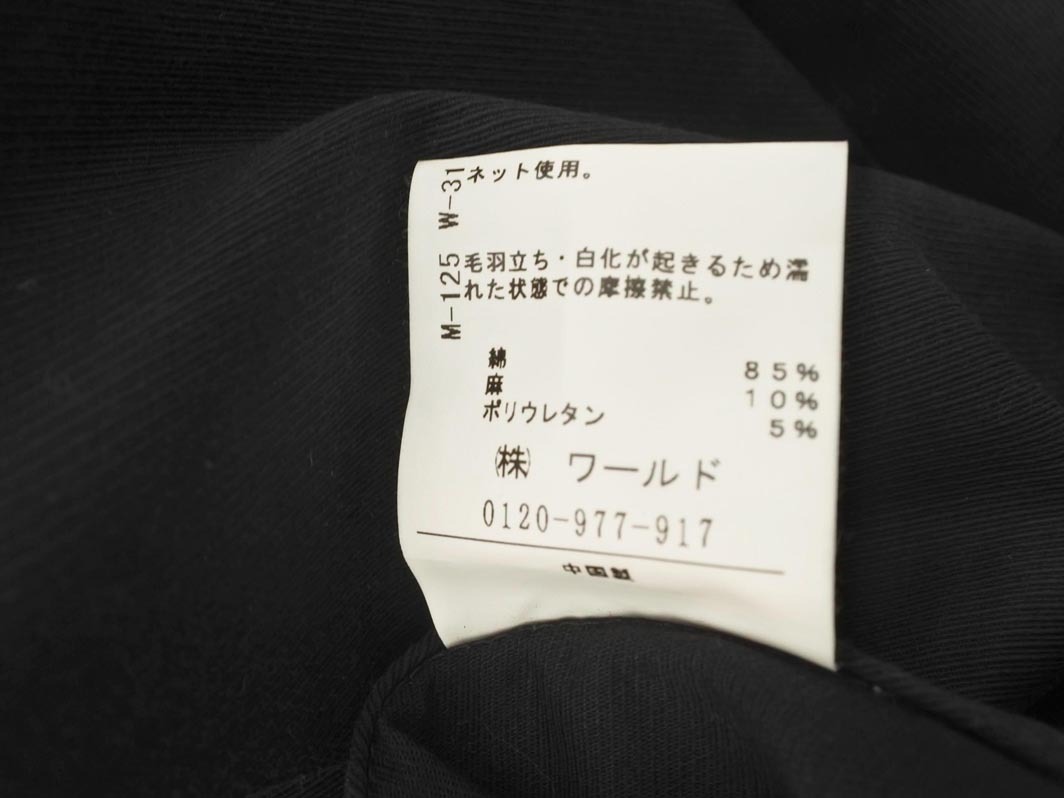 ネット使用。
毛羽立ち・白化が起きるため濡
れた状態での摩擦禁止。
M-125 W-31
綿 85%
麻 10%
ポリウレタン 5%
㈱ ワールド
0120-977-917
中国製